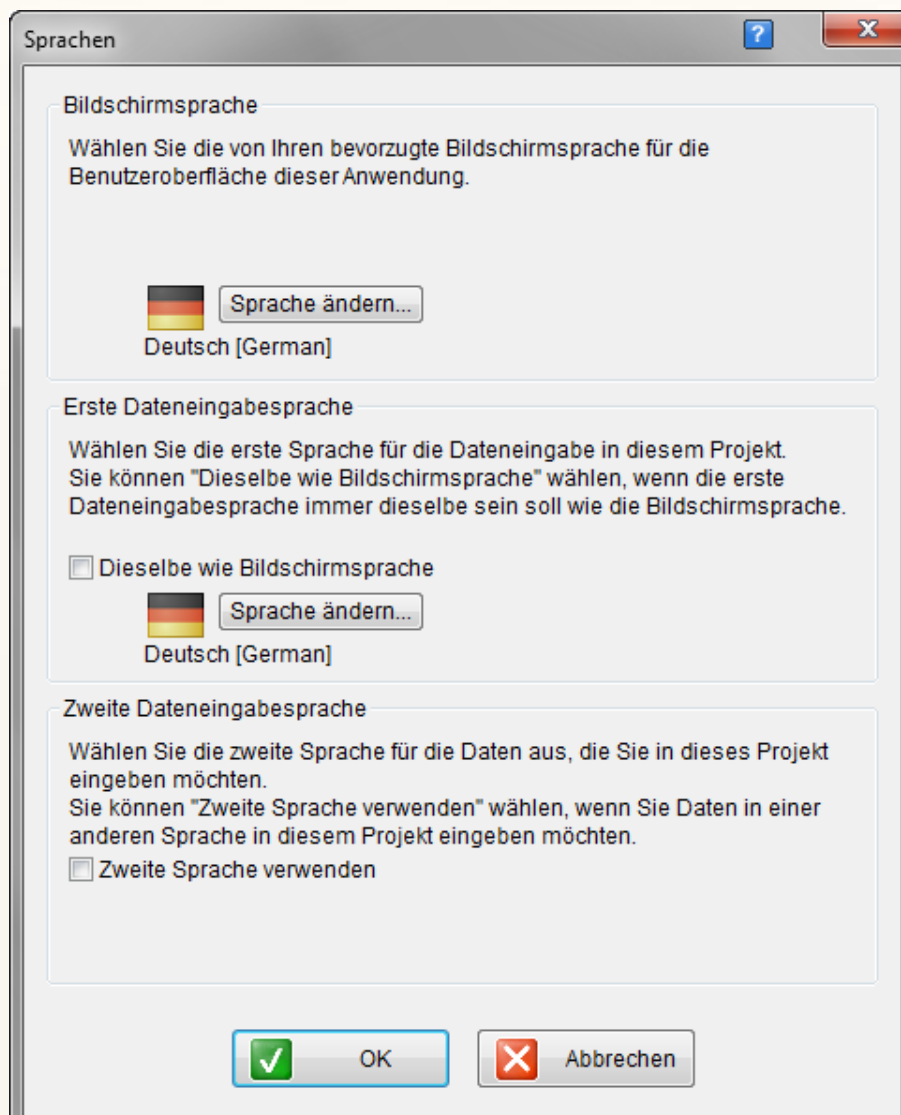 Sprachen
Bildschirmsprache
Wählen Sie die von Ihren bevorzugte Bildschirmsprache für die
Benutzeroberfläche dieser Anwendung.
Sprache ändern...
Deutsch [German]
Erste Dateneingabesprache
Wählen Sie die erste Sprache für die Dateneingabe in diesem Projekt.
Sie können "Dieselbe wie Bildschirmsprache" wählen, wenn die erste
Dateneingabesprache immer dieselbe sein soll wie die Bildschirmsprache.
Dieselbe wie Bildschirmsprache
Sprache ändern...
Deutsch [German]
Zweite Dateneingabesprache
Wählen Sie die zweite Sprache für die Daten aus, die Sie in dieses Projekt
eingeben möchten.
Sie können "Zweite Sprache verwenden" wählen, wenn Sie Daten in einer
anderen Sprache in diesem Projekt eingeben möchten.
Zweite Sprache verwenden
OK
Abbrechen